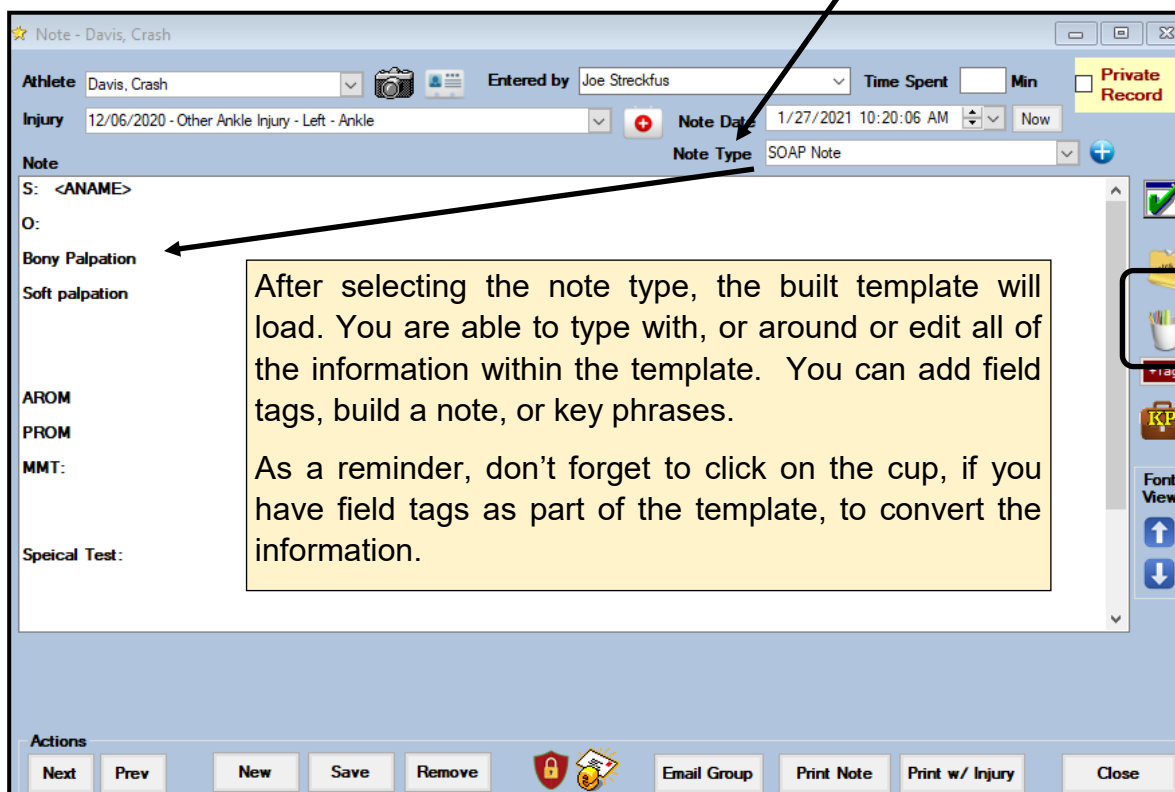 Note - Davis, Crash
Athlete Davis, Crash Entered by Joe Streckfus Time Spent Min Private
Record
Injury 12/06/2020 - Other Ankle Injury - Left - Ankle Note Date 1/27/2021 10:20:06 AM Now
Note Note Type SOAP Note
S: <ANAME>
O:
Bony Palpation
Soft palpation
AROM
PROM
MMT:
Speical Test:
After selecting the note type, the built template will
load. You are able to type with, or around or edit all of
the information within the template. You can add field
tags, build a note, or key phrases.
As a reminder, don’t forget to click on the cup, if you
have field tags as part of the template, to convert the
information.
+Tag
KP
Font
View
Actions
Next Prev New Save Remove Email Group Print Note Print w/ Injury Close